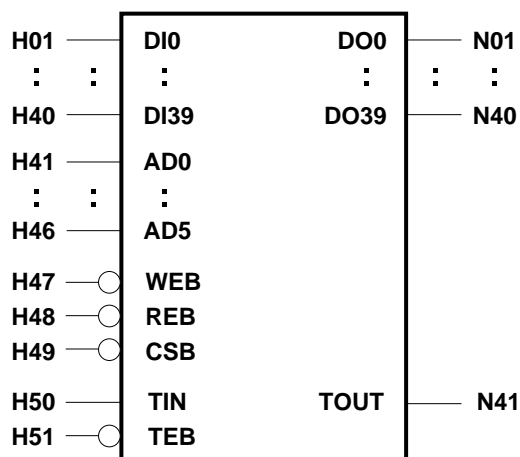 H01 DI0 DO0 N01
: : : : : :
H40 DI39 DO39 N40
H41 AD0
: : :
H46 AD5
H47 WEB
H48 REB
H49 CSB
H50 TIN TOUT N41
H51 TEB